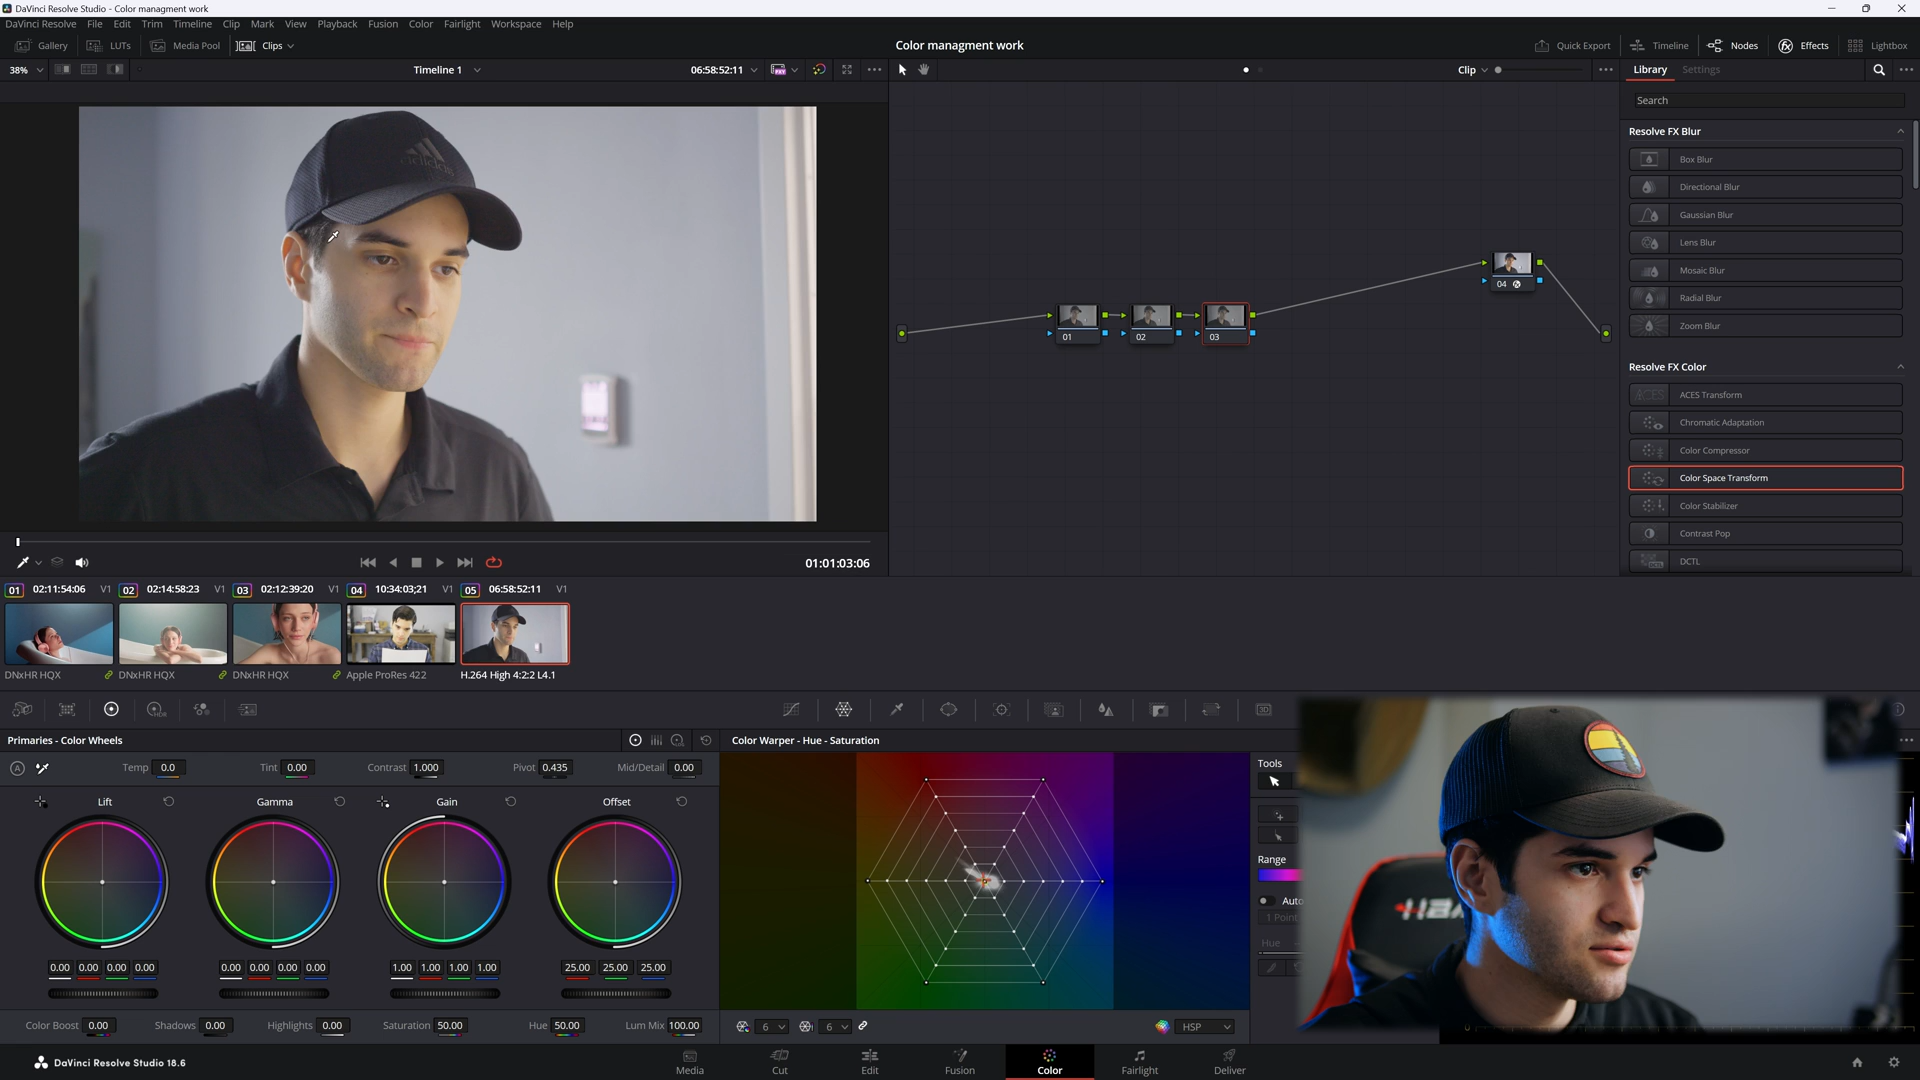 DaVinci Resolve Studio - Color managment work
DaVinci Resolve File Edit Trim Timeline Clip Mark View Playback Fusion Color Fairlight Workspace Help
Gallery LUTs Media Pool Clips Color managment work Quick Export Timeline Nodes Effects Lightbox
38% Timeline 1 06:58:52:11 Clip Library Settings
Search
Resolve FX Blur
Box Blur
Directional Blur
Gaussian Blur
Lens Blur
Mosaic Blur
Radial Blur
Zoom Blur
Resolve FX Color
ACES Transform
Chromatic Adaptation
Color Compressor
Color Space Transform
Color Stabilizer
Contrast Pop
DCTL
adidas
01 02 03 04
01:01:03:06
01 02:11:54:06 V1 02 02:14:58:23 V1 03 02:12:39:20 V1 04 10:34:03;21 V1 05 06:58:52:11 V1
DNxHR HQX DNxHR HQX DNxHR HQX Apple ProRes 422 H.264 High 4:2:2 L4.1
HDR 3D
Primaries - Color Wheels Color Warper - Hue - Saturation
A Temp 0.0 Tint 0.00 Contrast 1.000 Pivot 0.435 Mid/Detail 0.00
Lift Gamma Gain Offset
0.00 0.00 0.00 0.00 0.00 0.00 0.00 0.00 1.00 1.00 1.00 1.00 25.00 25.00 25.00
Color Boost 0.00 Shadows 0.00 Highlights 0.00 Saturation 50.00 Hue 50.00 Lum Mix 100.00
6 6 HSP
Tools
Range
Auto
1 Point
Hue
DaVinci Resolve Studio 18.6
Media Cut Edit Fusion Color Fairlight Deliver